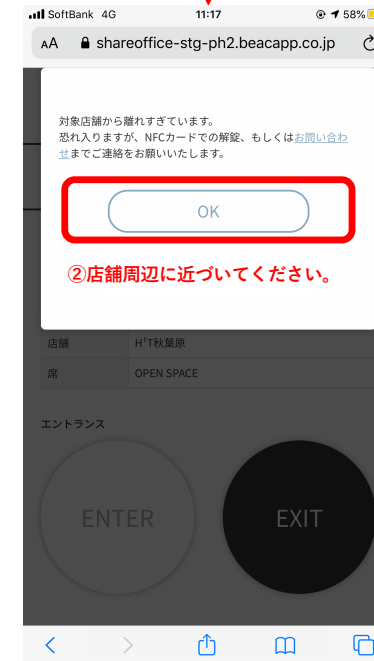 SoftBank 4G 11:17 58%
AA shareoffice-stg-ph2.beacapp.co.jp
対象店舗から離れすぎています。
恐れ入りますが、NFCカードでの解錠、もしくはお問い合わ
せまでご連絡をお願いいたします。
OK
②店舗周辺に近づいてください。
店舗 H¹T秋葉原
席 OPEN SPACE
エントランス
ENTER EXIT